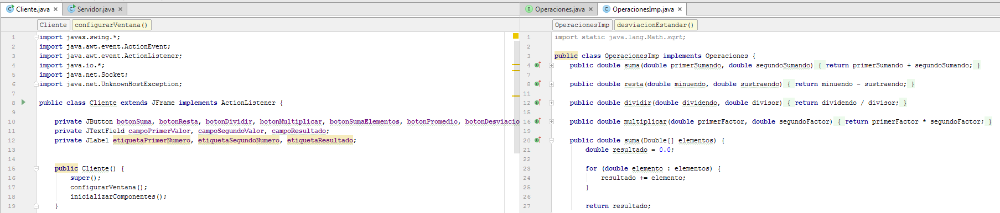 Cliente.java
Servidor.java
Cliente
configurarVentana()
1 import javax.swing.*;
2 import java.awt.event.ActionEvent;
3 import java.awt.event.ActionListener;
4 import java.io.*;
5 import java.net.Socket;
6 import java.net.UnknownHostException;
7
8 public class Cliente extends JFrame implements ActionListener {
9
10 private JButton botonSuma, botonResta, botonDividir, botonMultiplicar, botonSumaElementos, botonPromedio, botonDesviacio
11 private JTextField campoPrimerValor, campoSegundoValor, campoResultado;
12 private JLabel etiquetaPrimerNumero, etiquetaSegundoNumero, etiquetaResultado;
13
14
15 public Cliente() {
16 super();
17 configurarVentana();
18 inicializarComponentes();
19 }
Operaciones.java
OperacionesImp.java
OperacionesImp
desviacionEstandar()
1 import static java.lang.Math.sqrt;
2
3 public class OperacionesImp implements Operaciones {
4 public double suma(double primerSumando, double segundoSumando) { return primerSumando + segundoSumando; }
7
8 public double resta(double minuendo, double sustraendo) { return minuendo - sustraendo; }
11
12 public double dividir(double dividendo, double divisor) { return dividendo / divisor; }
15
16 public double multiplicar(double primerFactor, double segundoFactor) { return primerFactor * segundoFactor; }
19
20 public double suma(Double[] elementos) {
21 double resultado = 0.0;
22
23 for (double elemento : elementos) {
24 resultado += elemento;
25 }
26
27 return resultado;